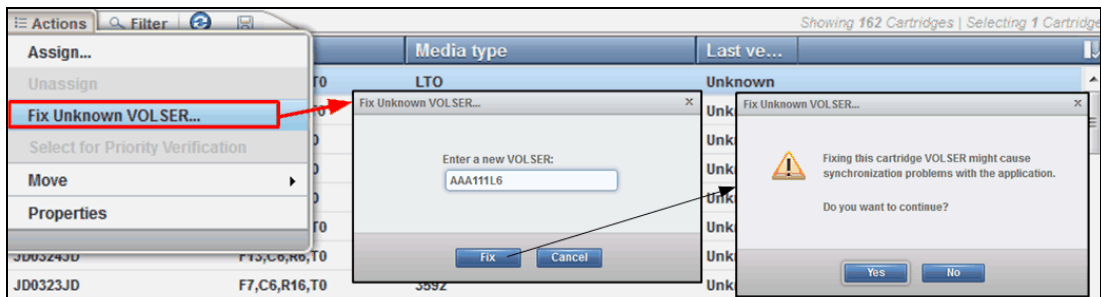 Actions Filter Showing 162 Cartridges | Selecting 1 Cartridge
Media type Last ve...
Assign...
Unassign T0 LTO Unknown
Fix Unknown VOLSER...
Select for Priority Verification
Move
Properties
Fix Unknown VOLSER... x
Enter a new VOLSER:
AAA111L6
Fix Cancel
Fix Unknown VOLSER... x
Fixing this cartridge VOLSER might cause
synchronization problems with the application.
Do you want to continue?
Yes No
JD0324JD F13,C6,R6,T0 Unk
JD0323JD F7,C6,R16,T0 3592 Unk